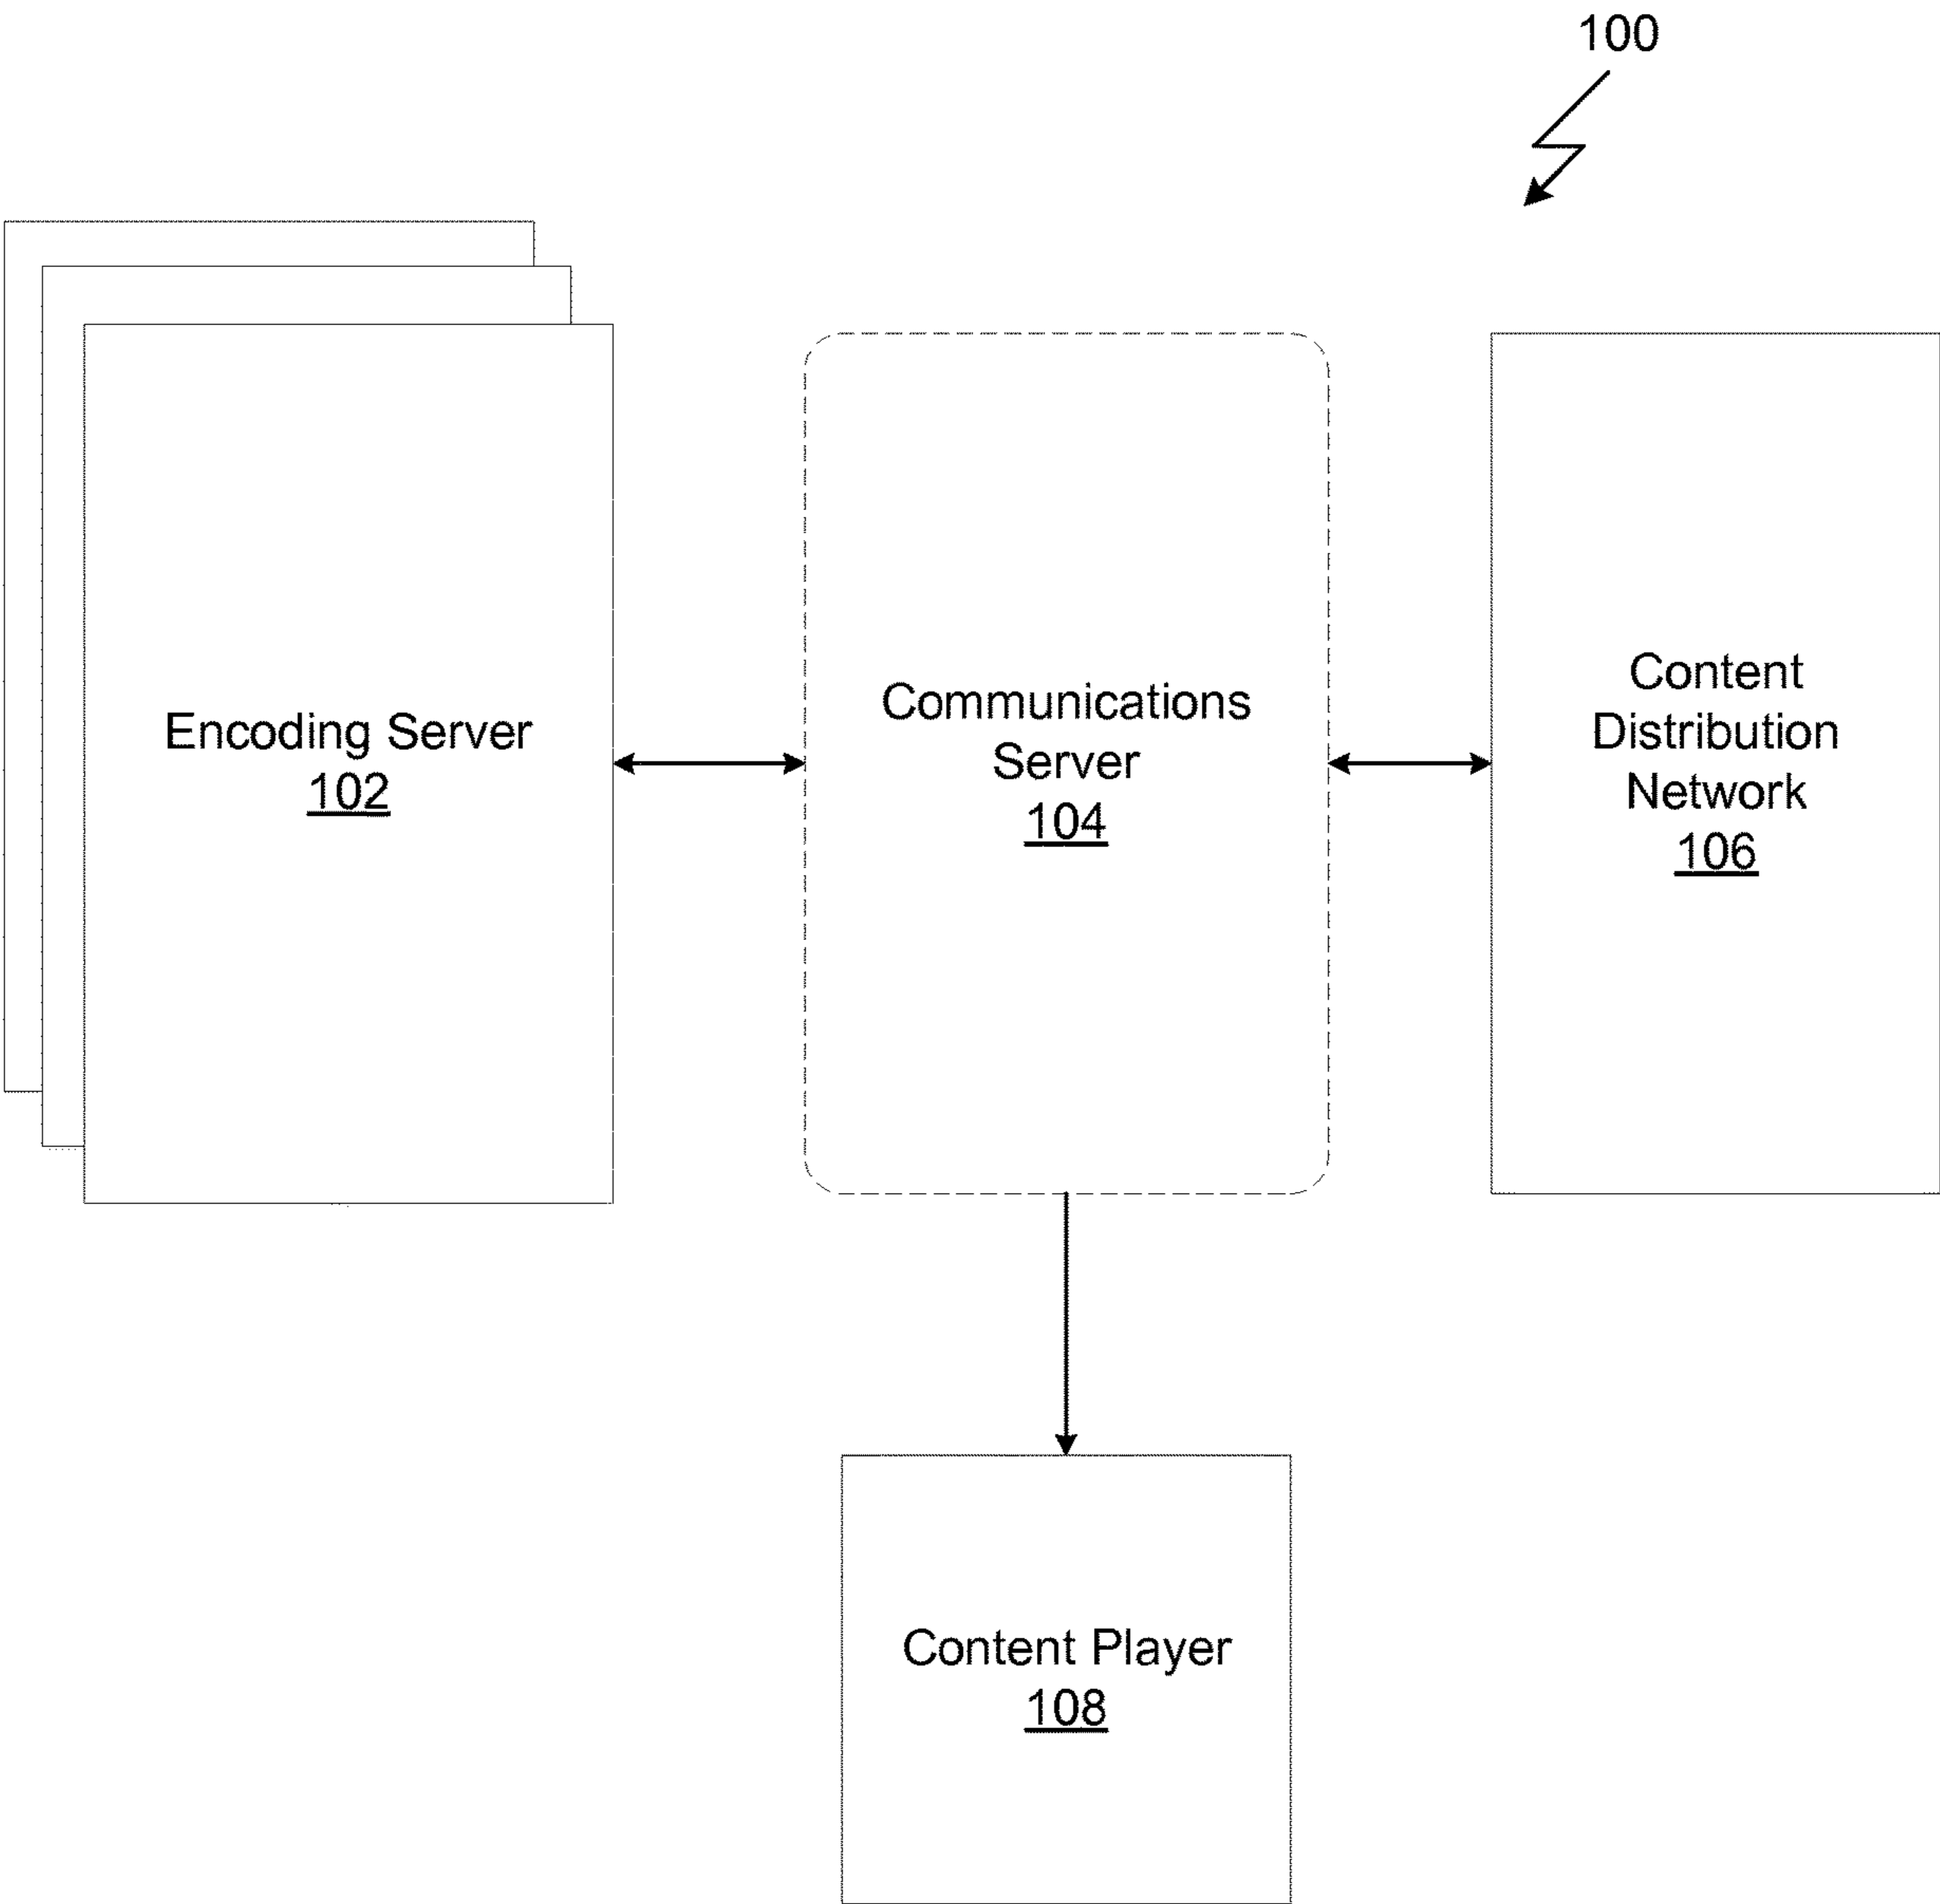 100
Encoding Server
102
Communications
Server
104
Content
Distribution
Network
106
Content Player
108